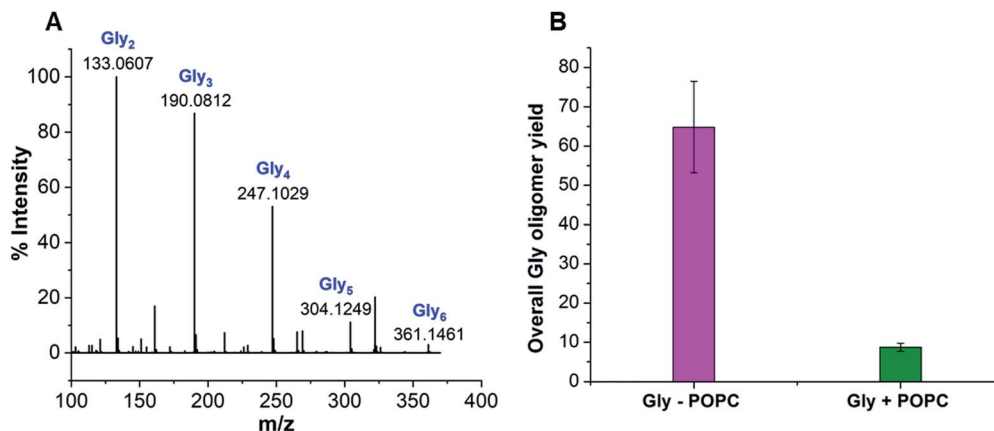 A
Gly2
133.0607
Gly3
190.0812
Gly4
247.1029
Gly5
304.1249
Gly6
361.1461
100
80
60
40
20
0
% Intensity
100 150 200 250 300 350 400
m/z
B
80
70
60
50
40
30
20
10
0
Overall Gly oligomer yield
Gly - POPC Gly + POPC